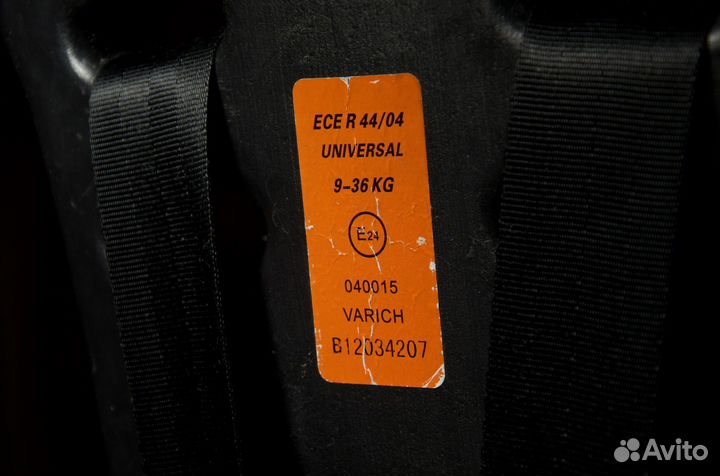 ECE R 44/04
UNIVERSAL
9-36 KG
E24
040015
VARICH
B12034207
Avito